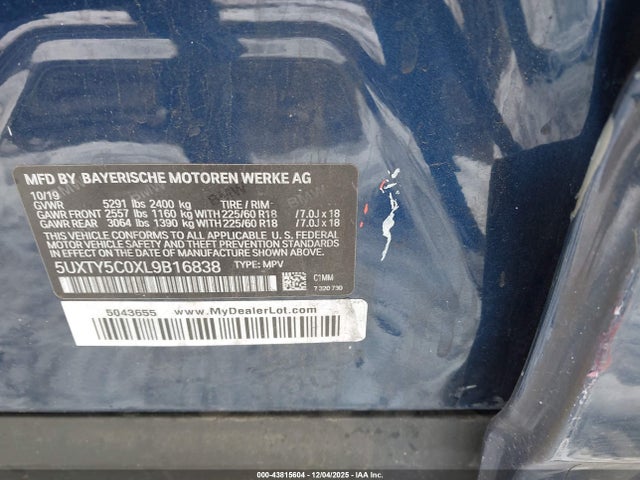 MFD BY BAYERISCHE MOTOREN WERKE AG
10/19
GVWR 5291 lbs 2400 kg TIRE / RIM
GAWR FRONT 2557 lbs 1160 kg WITH 225/60 R18 /7.0J x 18
GAWR REAR 3064 lbs 1390 kg WITH 225/60 R18 /7.0J x 18
THIS VEHICLE CONFORMS TO ALL APPLICABLE U. S. FEDERAL
MOTOR VEHICLE SAFETY AND THEFT PREVENTION STANDARDS
IN EFFECT ON THE DATE OF MANUFACTURE SHOWN ABOVE.
5UXTY5C0XL9B16838 TYPE: MPV
C1MM
7 320 730
5043655 www.MyDealerLot.com
000-43815604 * 12/04/2025 * IAA Inc.